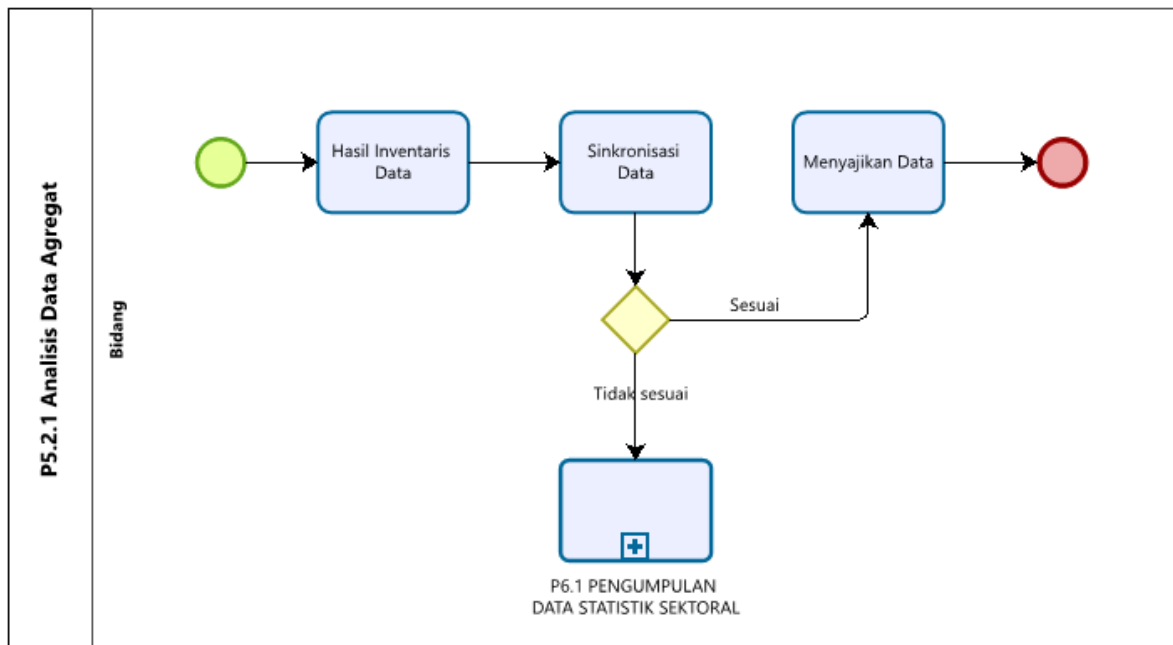 P5.2.1 Analisis Data Agregat
Bidang
Hasil Inventaris
Data
Sinkronisasi
Data
Menyajikan Data
Sesuai
Tidak sesuai
P6.1 PENGUMPULAN
DATA STATISTIK SEKTORAL